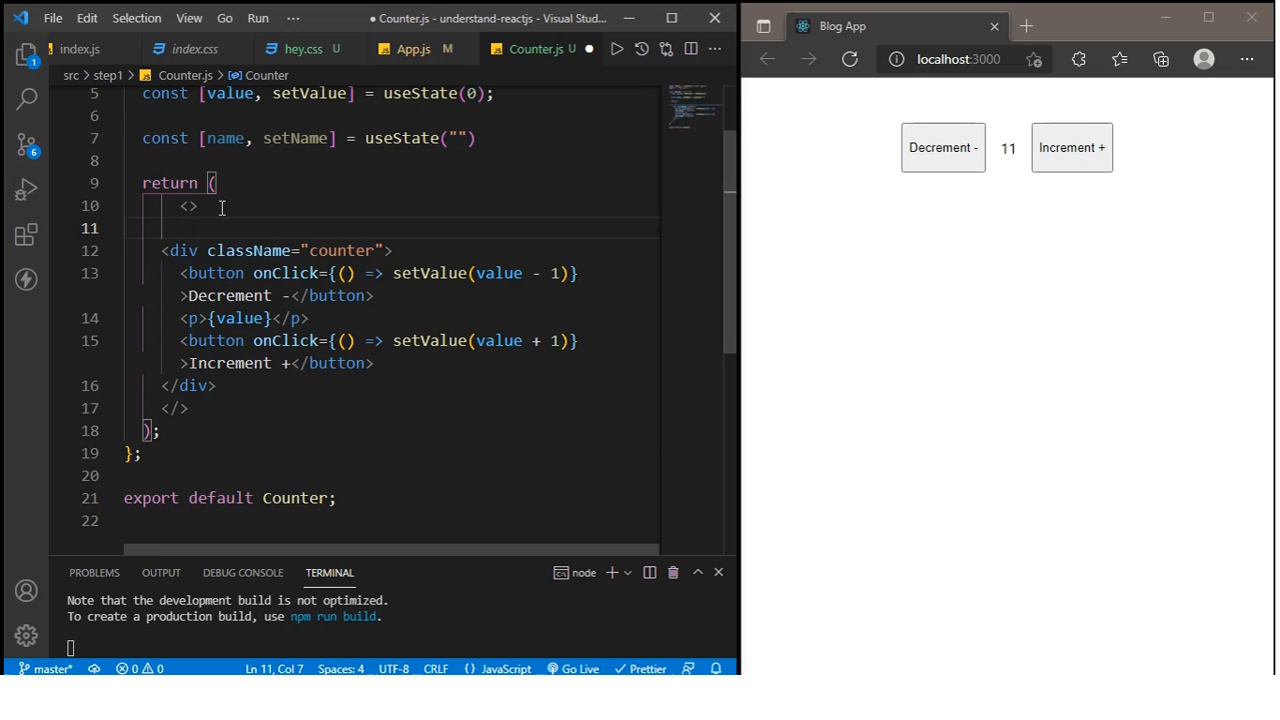 File Edit Selection View Go Run ··· ● Counter.js - understand-reactjs - Visual Stud...
index.js index.css hey.css U App.js M Counter.js U ●
src > step1 > Counter.js > Counter
5 const [value, setValue] = useState(0);
6
7 const [name, setName] = useState("")
8
9 return (
10 <>
11
12 <div className="counter">
13 <button onClick={() => setValue(value - 1)}
>Decrement -</button>
14 <p>{value}</p>
15 <button onClick={() => setValue(value + 1)}
>Increment +</button>
16 </div>
17 </>
18 );
19 };
20
21 export default Counter;
22
PROBLEMS OUTPUT DEBUG CONSOLE TERMINAL
node
Note that the development build is not optimized.
To create a production build, use npm run build.
1
6
master* 0 0 Ln 11, Col 7 Spaces: 4 UTF-8 CRLF {} JavaScript Go Live Prettier
Blog App
localhost:3000
Decrement - 11 Increment +